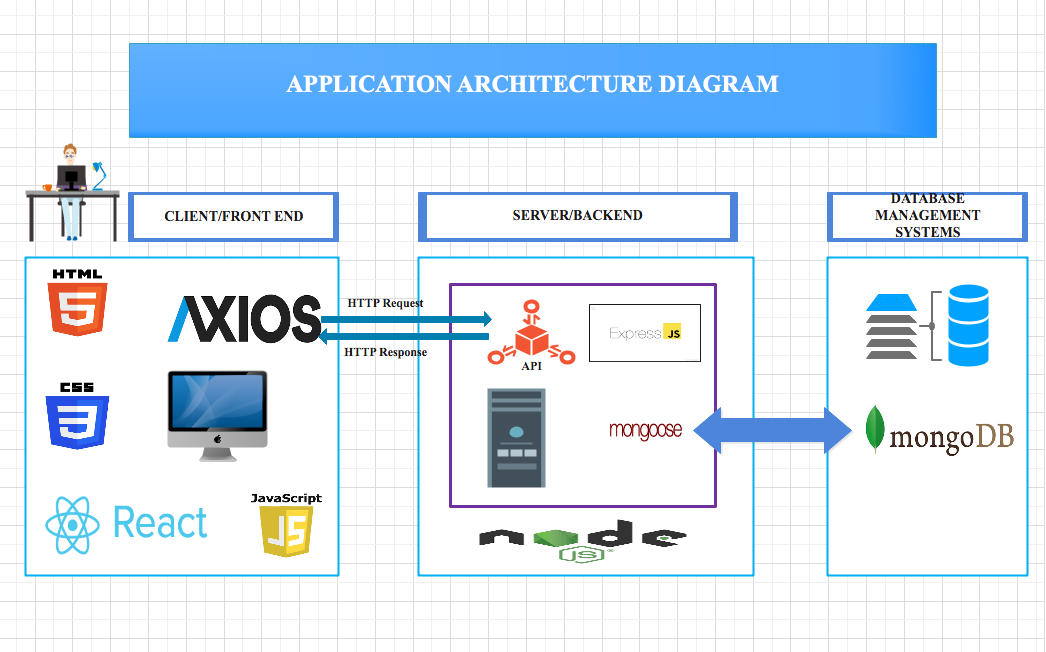 APPLICATION ARCHITECTURE DIAGRAM
CLIENT/FRONT END
SERVER/BACKEND
DATABASE
MANAGEMENT
SYSTEMS
HTML
5
AXIOS
HTTP Request
HTTP Response
API
Express JS
CSS
3
mongoose
mongoDB
React
JavaScript
JS
node
JS